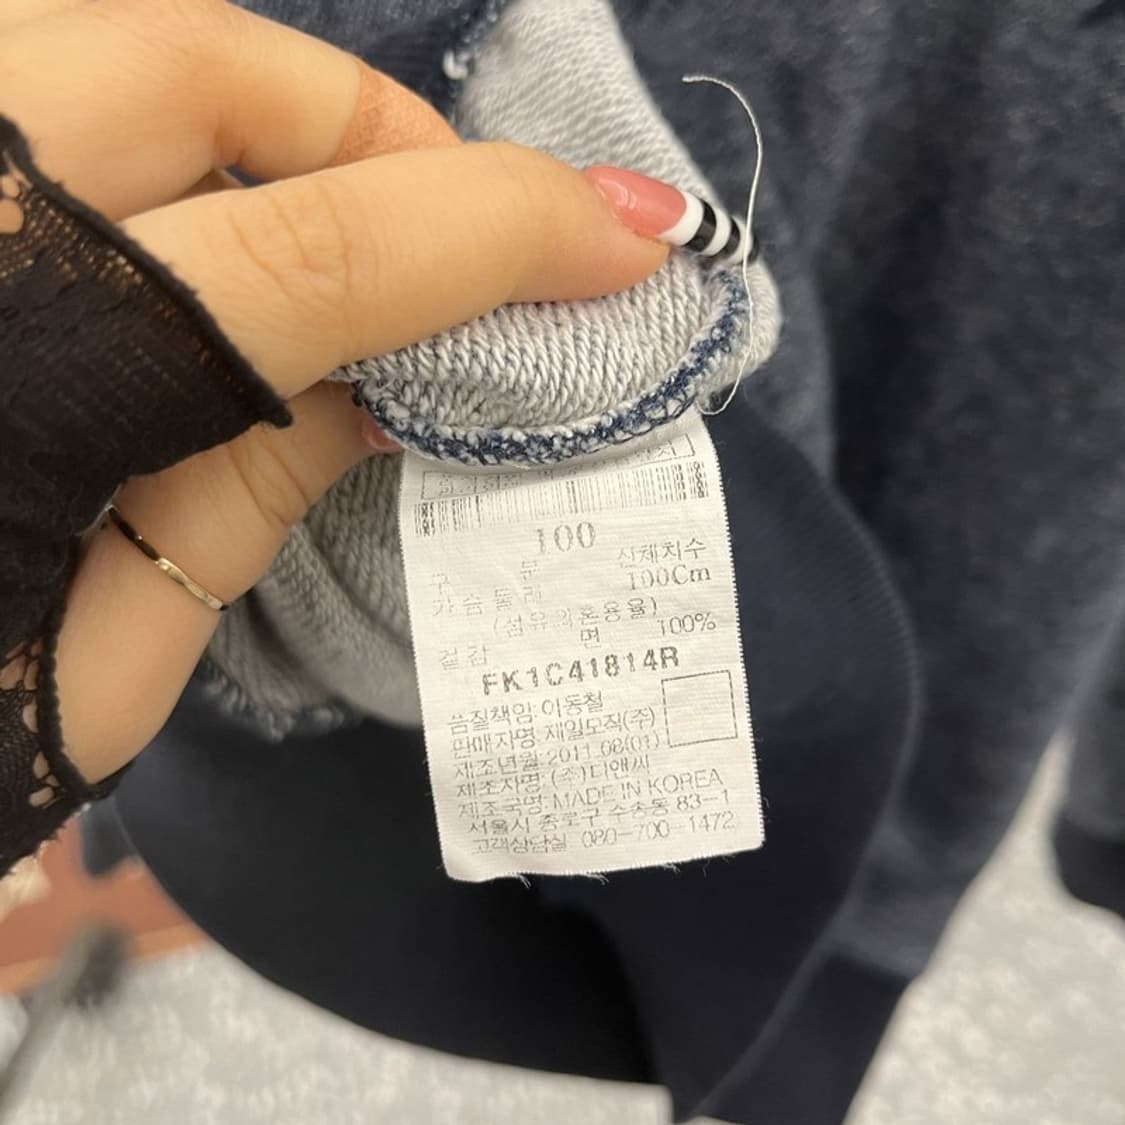 100
구 분 신체치수
가슴둘레 100Cm
(섬유의혼용율)
겉감 면 100%
FK1C41814R
품질책임:이동철
판매자명:제일모직(주)
제조년월:2011.08(01)
제조자명:(주)디앤씨
제조국명:MADE IN KOREA
서울시 종로구 수송동 83-1
고객상담실 080-700-1472